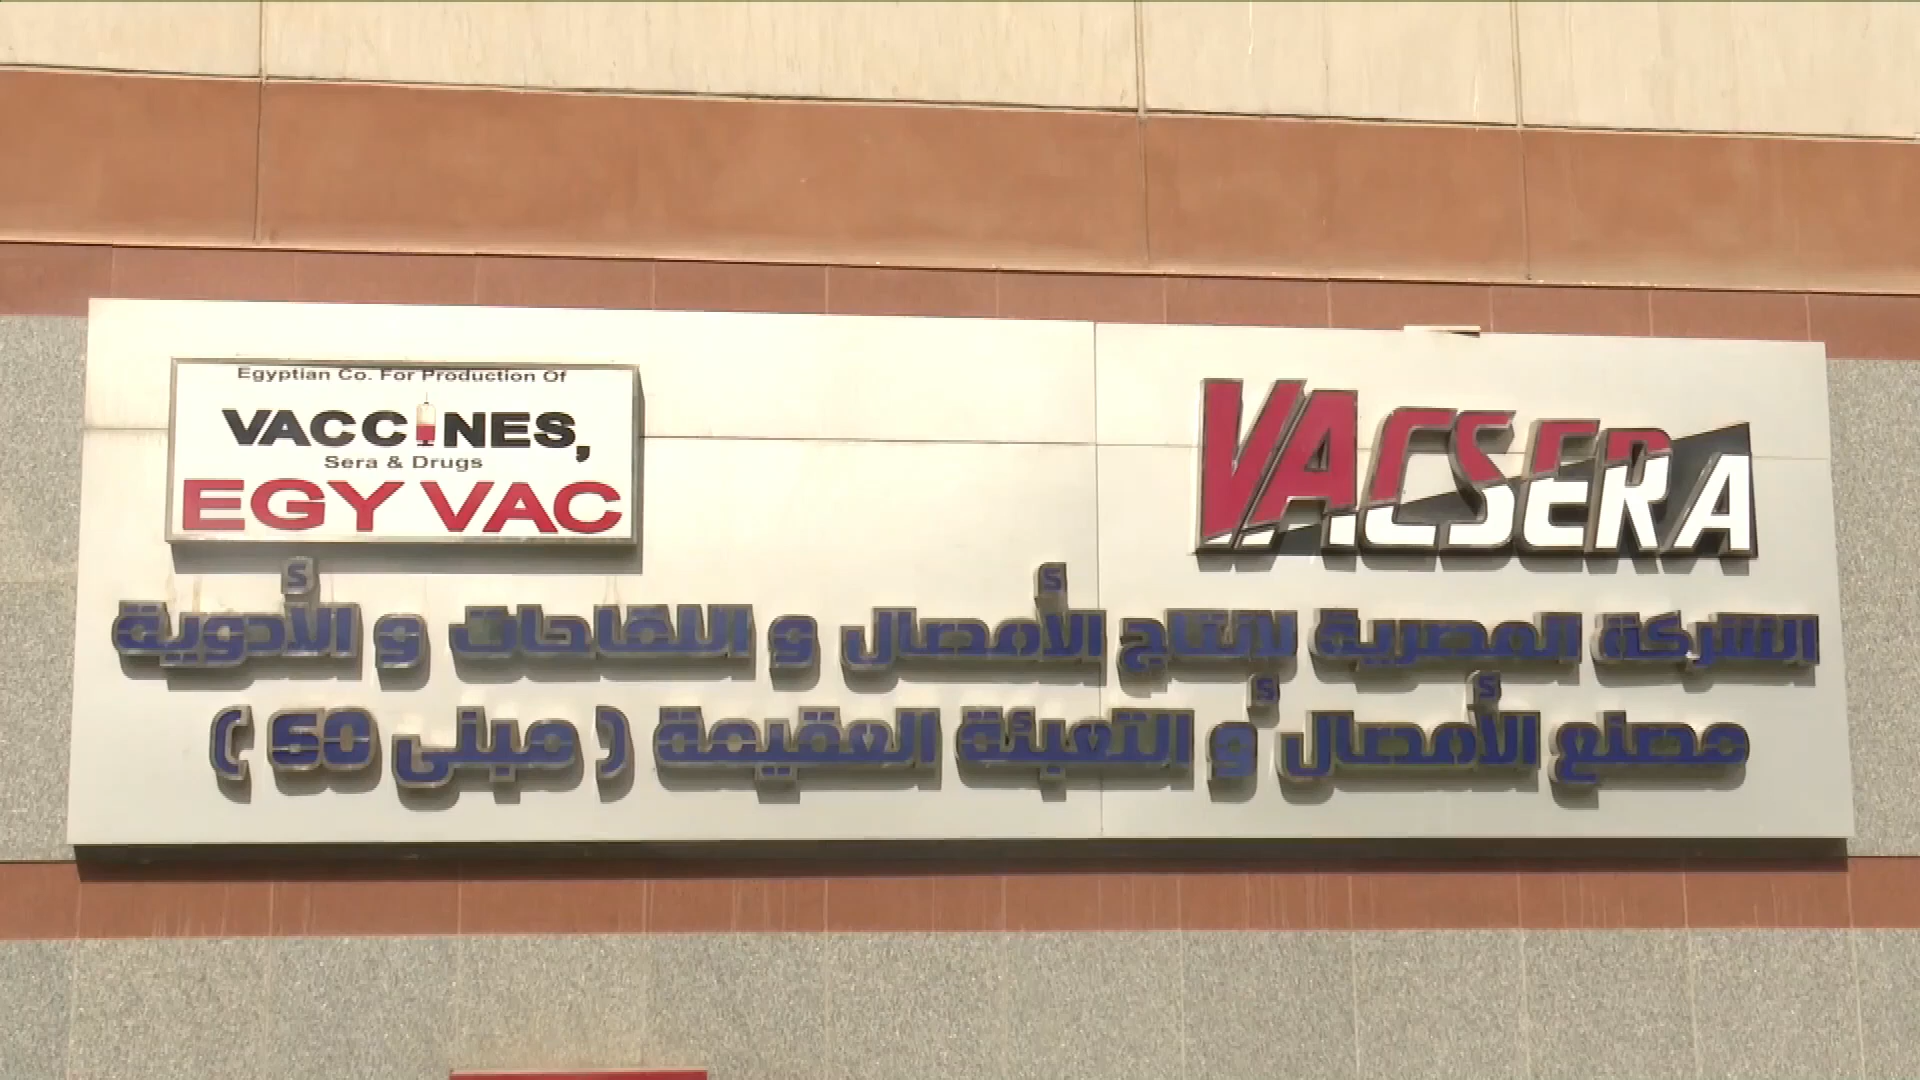 Egyptian Co. For Production Of
VACCINES,
Sera & Drugs
EGY VAC
VACSERA
الشركة المصرية لانتاج الأمصال و اللقاحات و الأدوية
مصنع الأمصال و التعبئة العقيمة ( مبنى 50 )